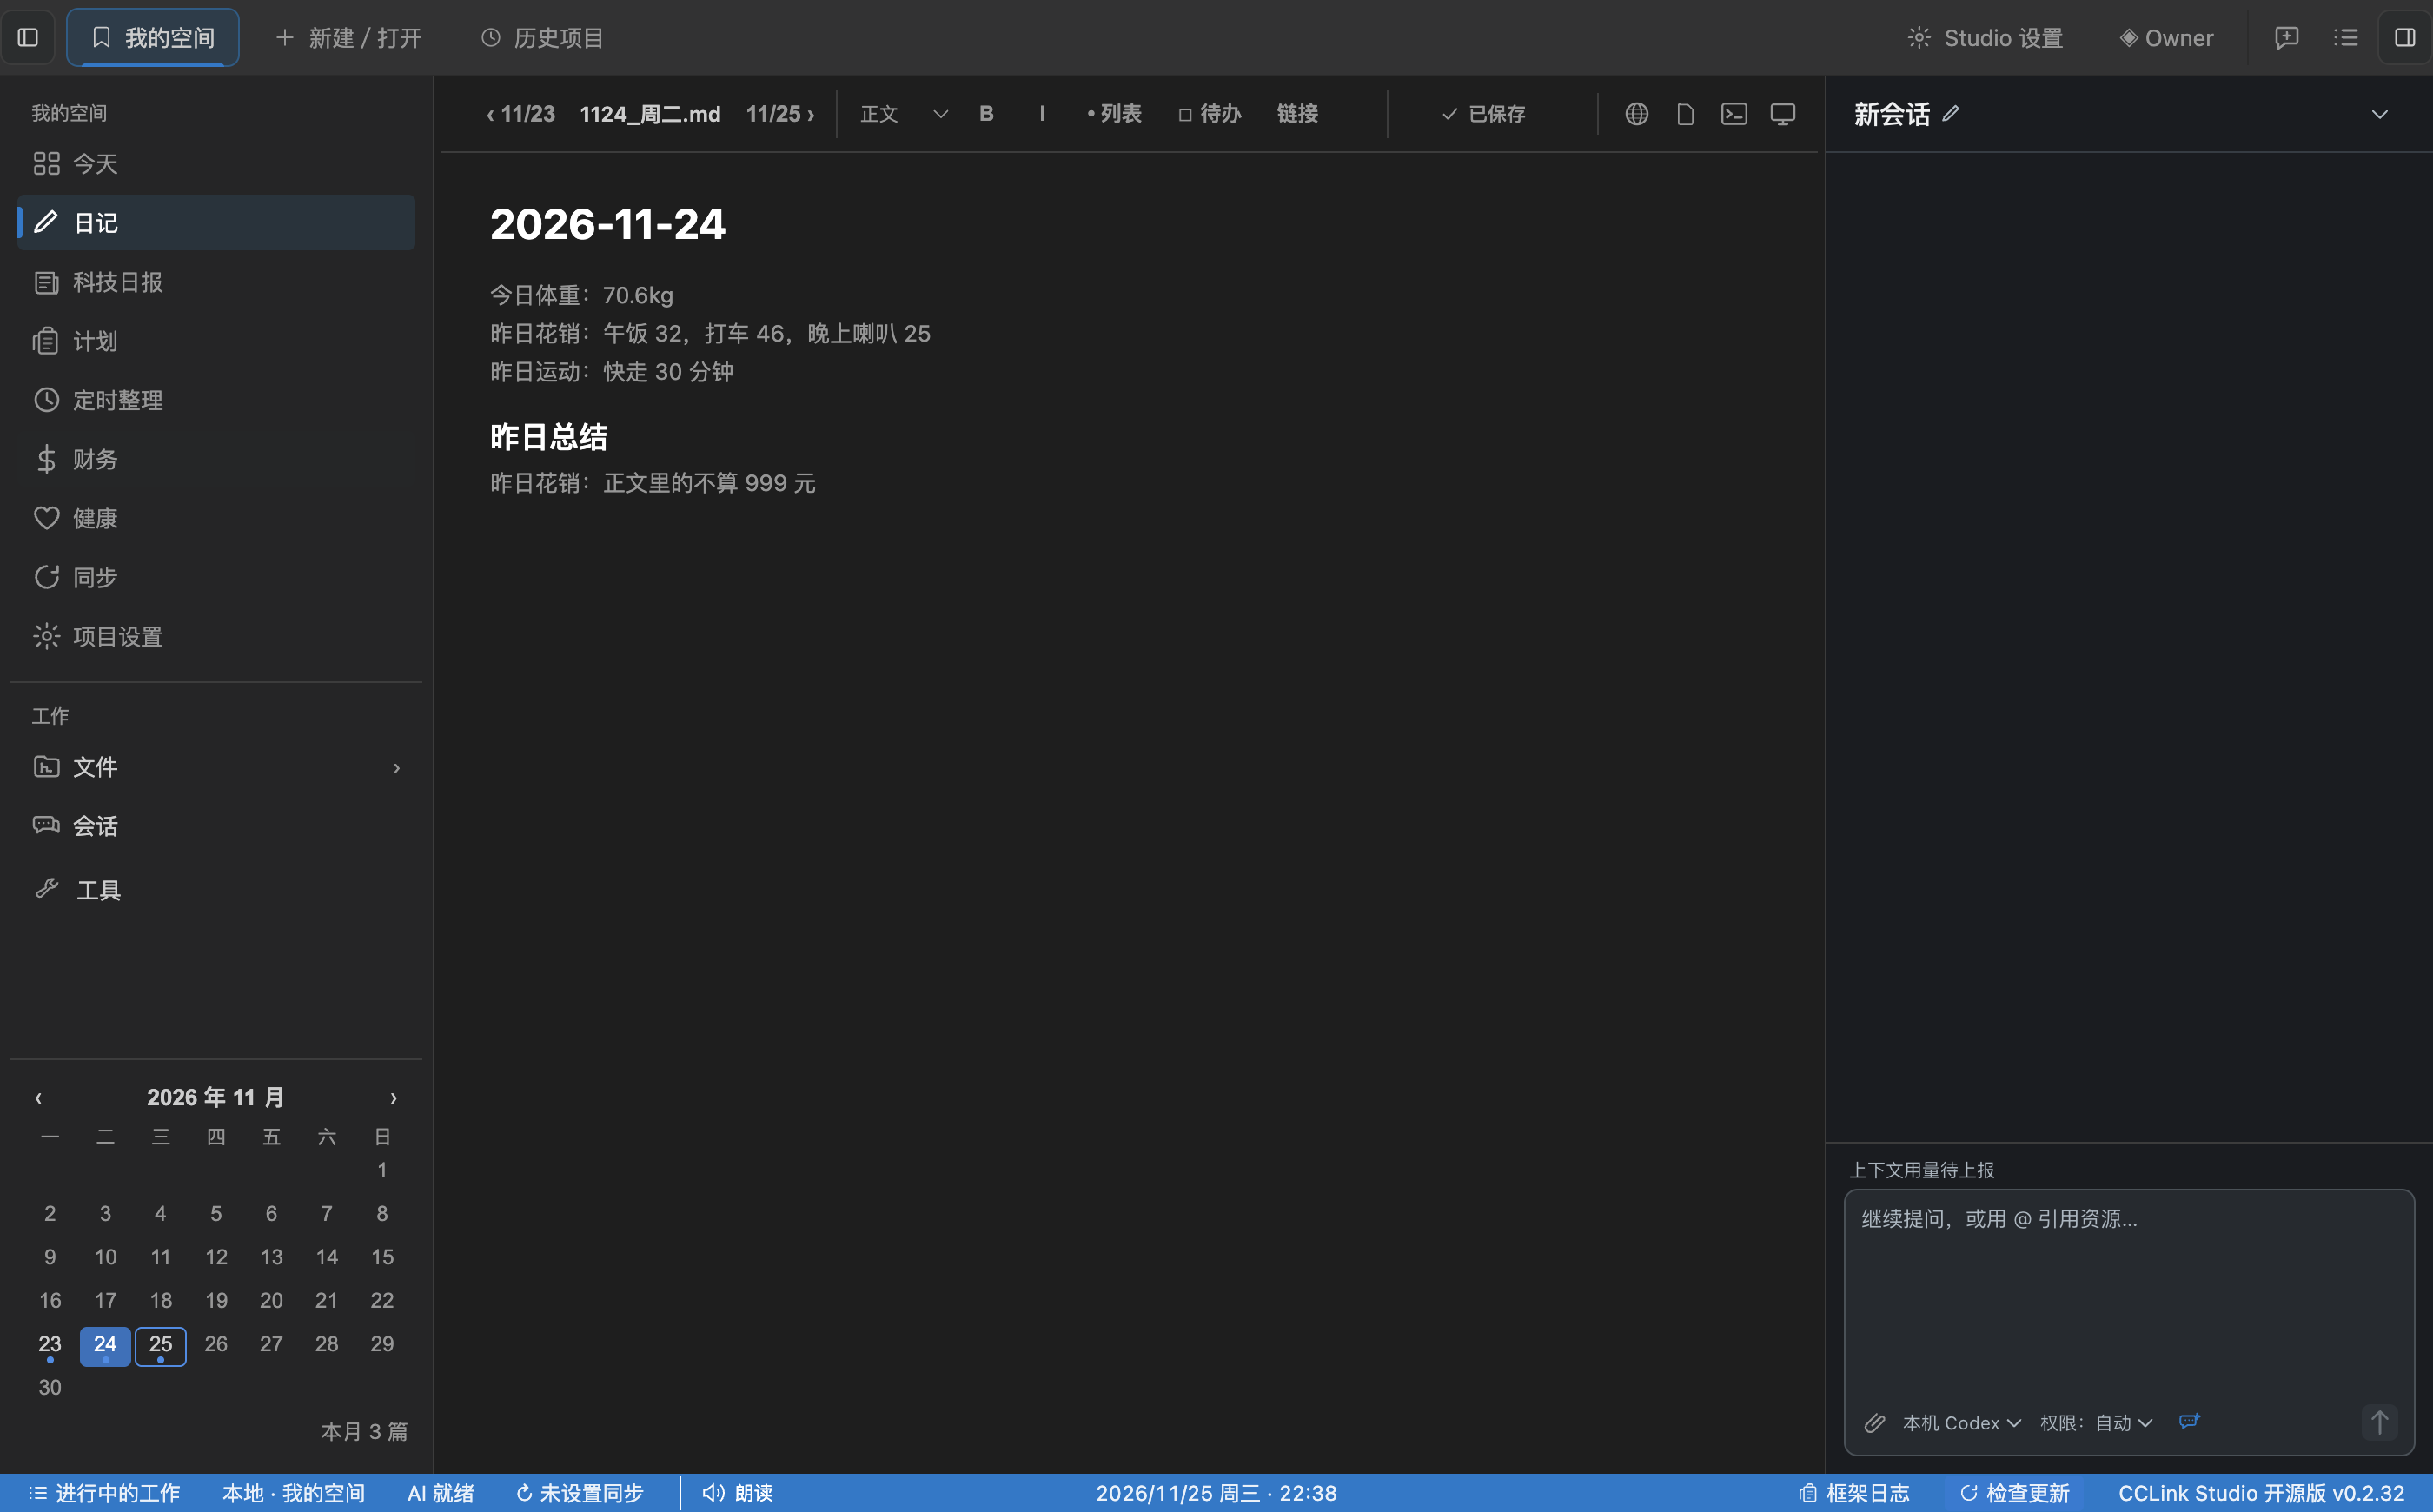 我的空间 新建 / 打开 历史项目 Studio 设置 Owner
我的空间
今天
日记
科技日报
计划
定时整理
财务
健康
同步
项目设置
工作
文件
会话
工具
‹ 2026 年 11 月 ›
一 二 三 四 五 六 日
1
2 3 4 5 6 7 8
9 10 11 12 13 14 15
16 17 18 19 20 21 22
23 24 25 26 27 28 29
30
本月 3 篇
‹ 11/23 1124_周二.md 11/25 › 正文 B I • 列表 □ 待办 链接 ✓ 已保存
2026-11-24
今日体重：70.6kg
昨日花销：午饭 32，打车 46，晚上喇叭 25
昨日运动：快走 30 分钟
昨日总结
昨日花销：正文里的不算 999 元
新会话
上下文用量待上报
继续提问，或用 @ 引用资源...
本机 Codex 权限：自动
进行中的工作 本地 · 我的空间 AI 就绪 未设置同步 朗读 2026/11/25 周三 · 22:38 框架日志 检查更新 CCLink Studio 开源版 v0.2.32